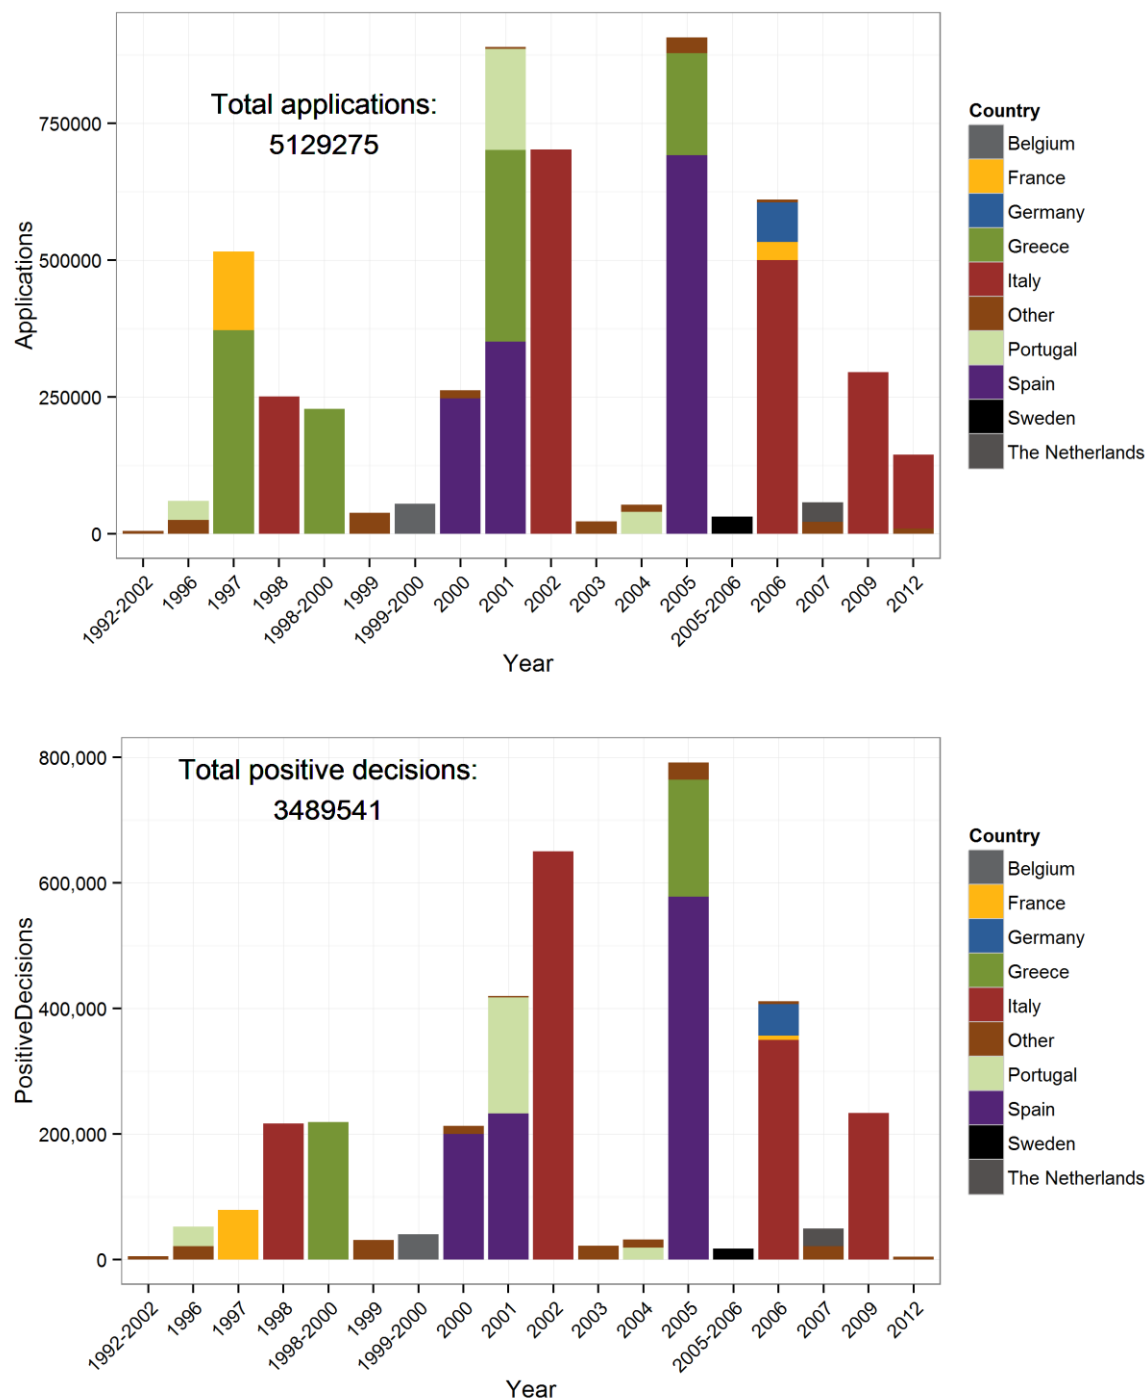 Total applications:
5129275
Applications
750000
500000
250000
0
1992-2002
1996
1997
1998
1998-2000
1999
1999-2000
2000
2001
2002
2003
2004
2005
2005-2006
2006
2007
2009
2012
Year
Country
Belgium
France
Germany
Greece
Italy
Other
Portugal
Spain
Sweden
The Netherlands
Total positive decisions:
3489541
PositiveDecisions
800,000
600,000
400,000
200,000
0
1992-2002
1996
1997
1998
1998-2000
1999
1999-2000
2000
2001
2002
2003
2004
2005
2005-2006
2006
2007
2009
2012
Year
Country
Belgium
France
Germany
Greece
Italy
Other
Portugal
Spain
Sweden
The Netherlands